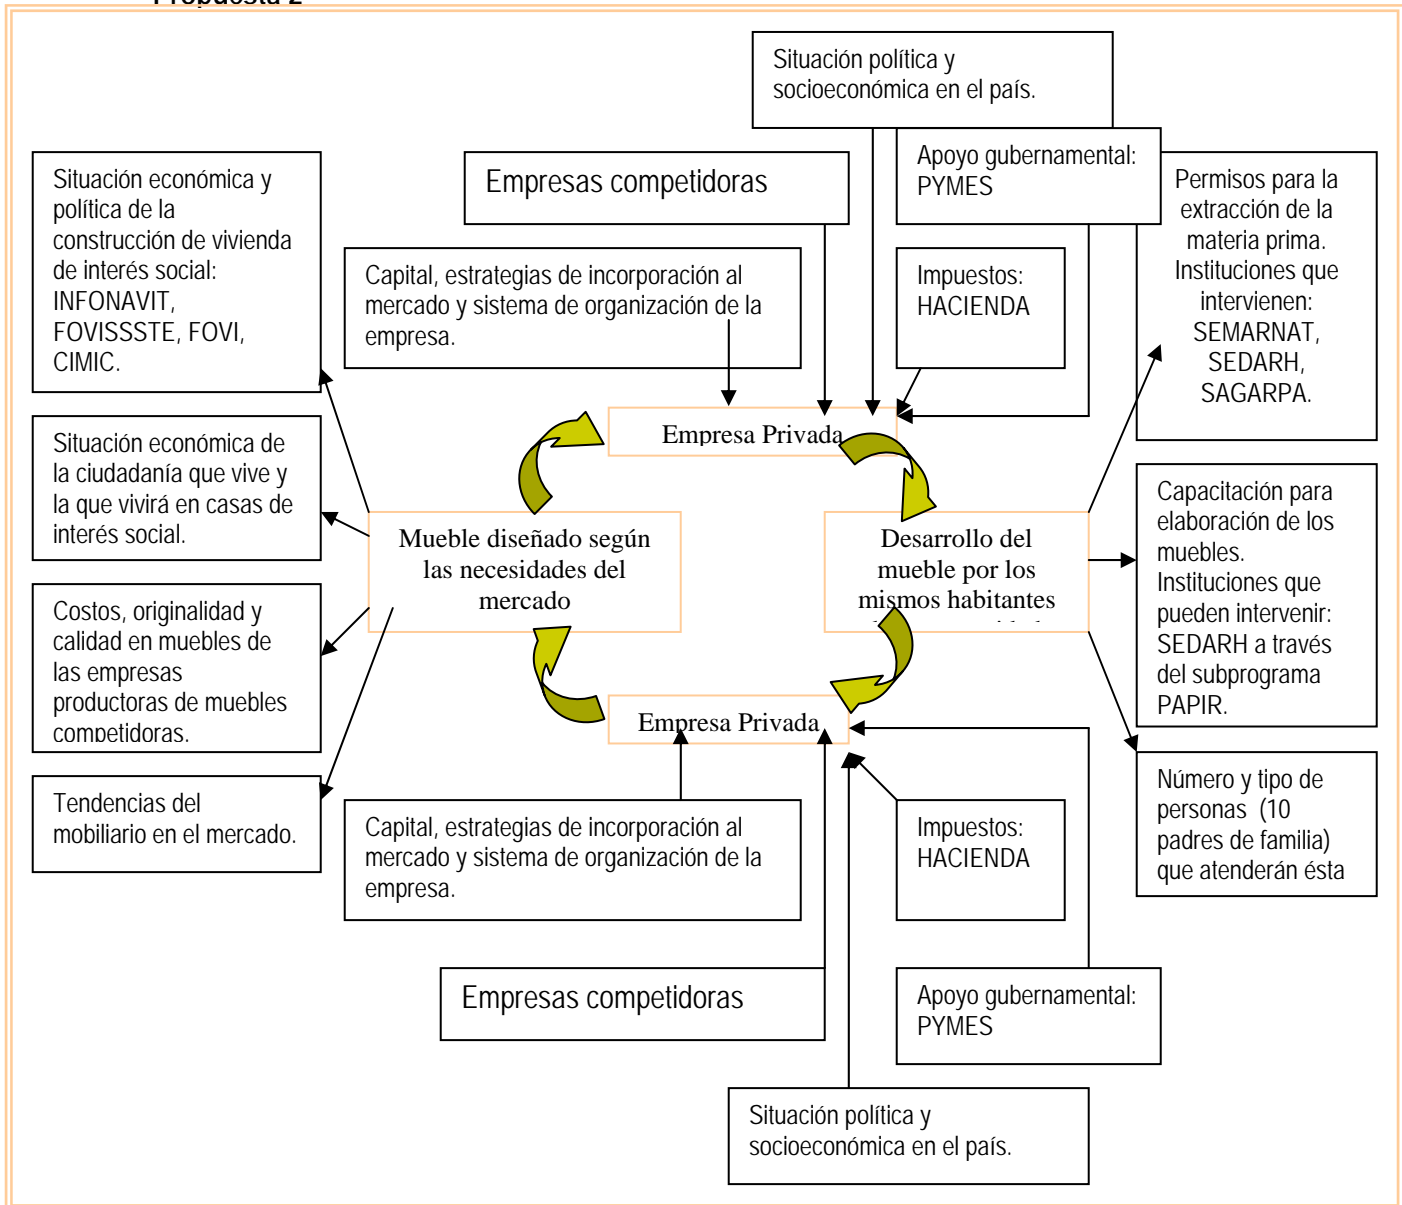 Propuesta 2
Situación política y
socioeconómica en el país.
Apoyo gubernamental:
PYMES
Empresas competidoras
Situación económica y
política de la
construcción de vivienda
de interés social:
INFONAVIT,
FOVISSSTE, FOVI,
CIMIC.
Permisos para la
extracción de la
materia prima.
Instituciones que
intervienen:
SEMARNAT,
SEDARH,
SAGARPA.
Capital, estrategias de incorporación al
mercado y sistema de organización de la
empresa.
Impuestos:
HACIENDA
Empresa Privada
Situación económica de
la ciudadanía que vive y
la que vivirá en casas de
interés social.
Mueble diseñado según
las necesidades del
mercado
Desarrollo del
mueble por los
mismos habitantes
Capacitación para
elaboración de los
muebles.
Instituciones que
pueden intervenir:
SEDARH a través
del subprograma
PAPIR.
Costos, originalidad y
calidad en muebles de
las empresas
productoras de muebles
competidoras.
Empresa Privada
Tendencias del
mobiliario en el mercado.
Capital, estrategias de incorporación al
mercado y sistema de organización de la
empresa.
Impuestos:
HACIENDA
Número y tipo de
personas (10
padres de familia)
que atenderán ésta
Empresas competidoras
Apoyo gubernamental:
PYMES
Situación política y
socioeconómica en el país.